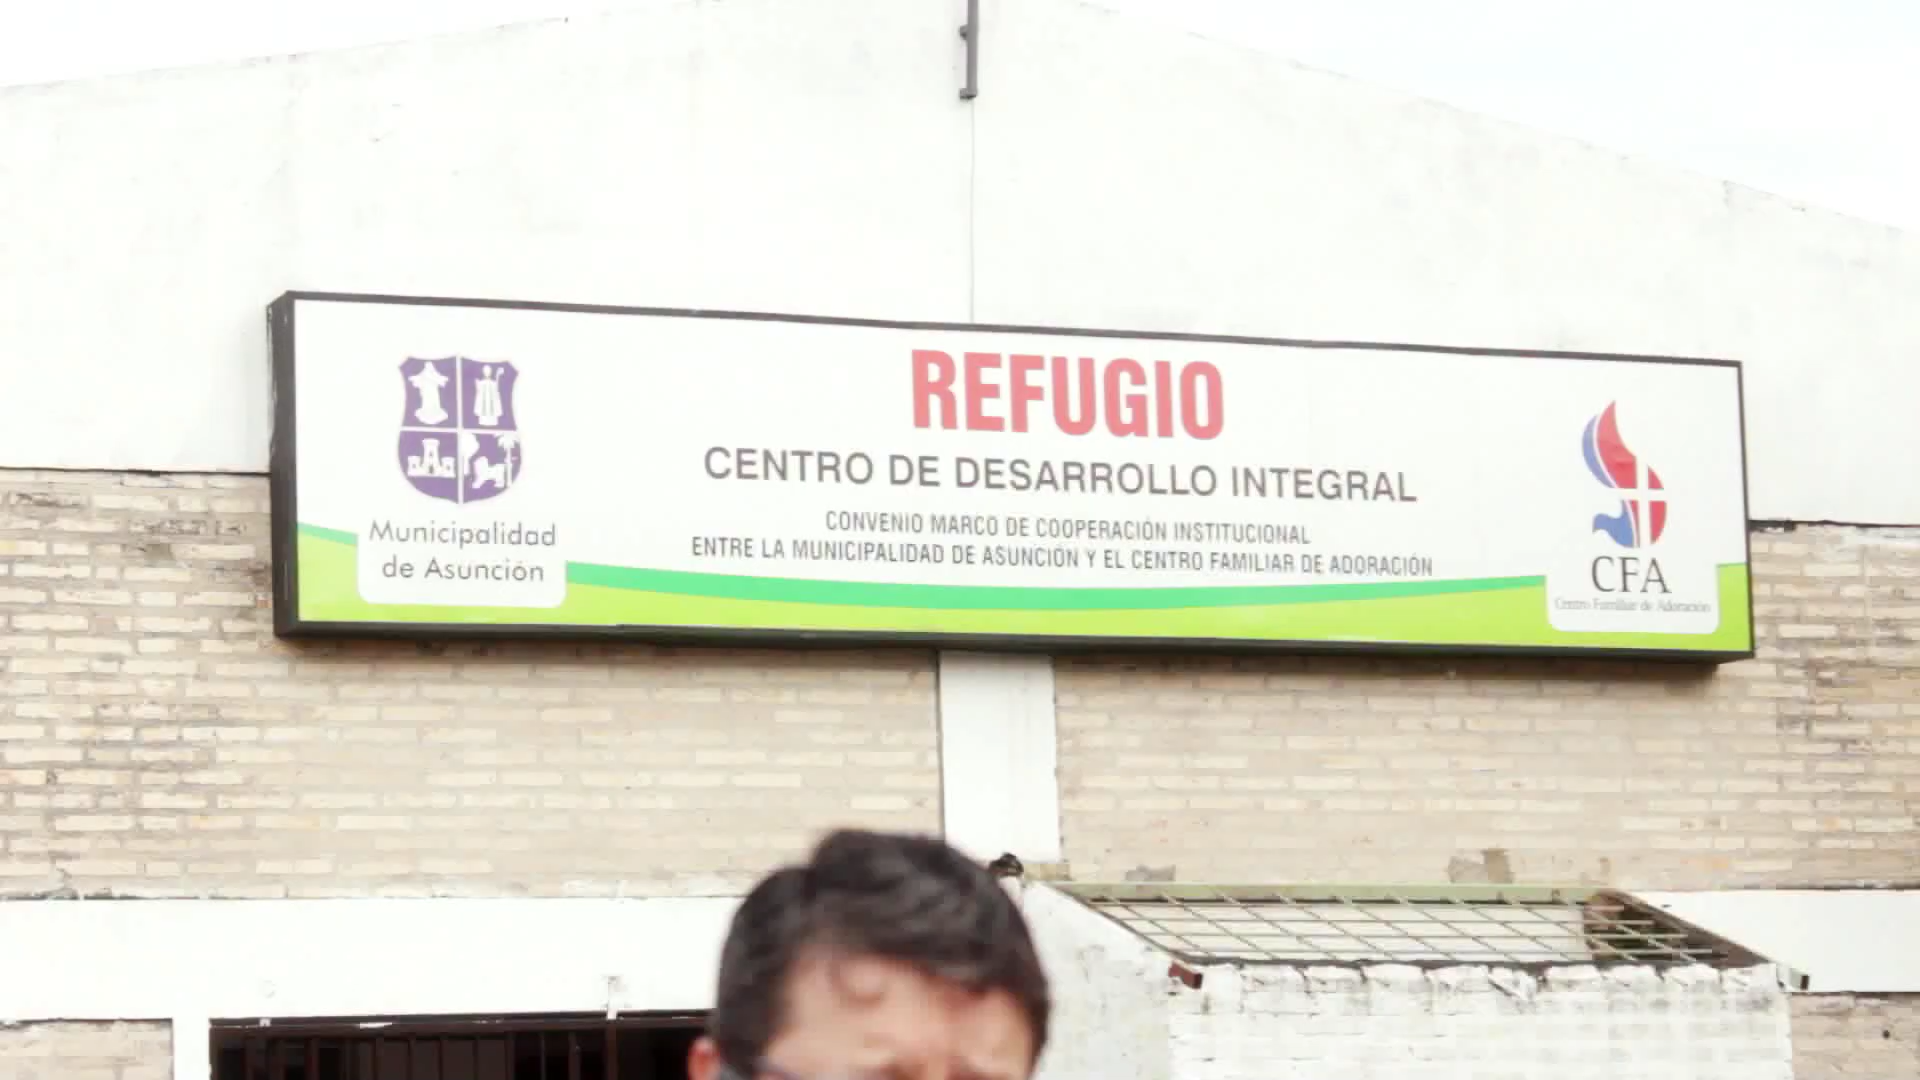 REFUGIO
CENTRO DE DESARROLLO INTEGRAL
CONVENIO MARCO DE COOPERACIÓN INSTITUCIONAL
ENTRE LA MUNICIPALIDAD DE ASUNCIÓN Y EL CENTRO FAMILIAR DE ADORACIÓN
Municipalidad
de Asunción
CFA
Centro Familiar de Adoración